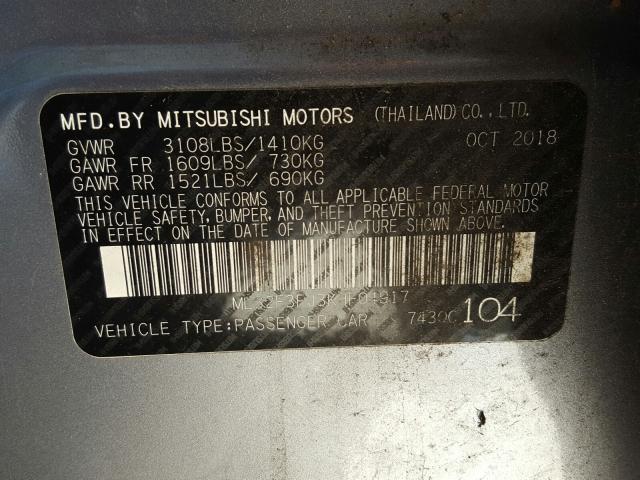 MFD.BY MITSUBISHI MOTORS (THAILAND)CO.,LTD.
GVWR 3108LBS/1410KG OCT 2018
GAWR FR 1609LBS/ 730KG
GAWR RR 1521LBS/ 690KG
THIS VEHICLE CONFORMS TO ALL APPLICABLE FEDERAL MOTOR
VEHICLE SAFETY, BUMPER, AND THEFT PREVENTION STANDARDS
IN EFFECT ON THE DATE OF MANUFACTURE SHOWN ABOVE.
VEHICLE TYPE:PASSENGER CAR 7430C 104